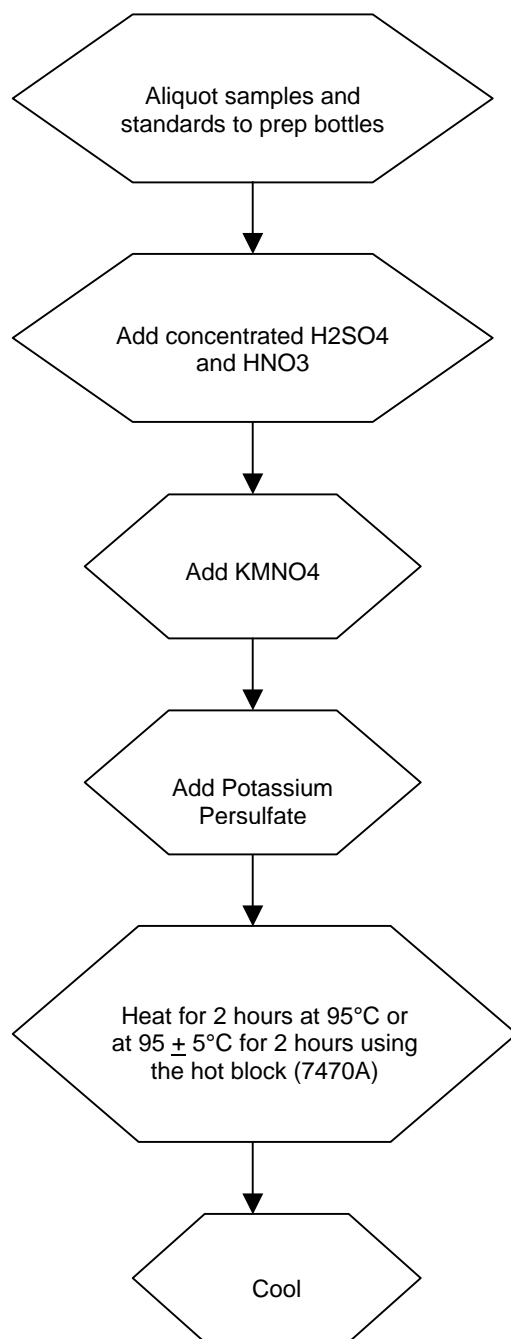 Aliquot samples and
standards to prep bottles
Add concentrated H2SO4
and HNO3
Add KMNO4
Add Potassium
Persulfate
Heat for 2 hours at 95°C or
at 95 ± 5°C for 2 hours using
the hot block (7470A)
Cool